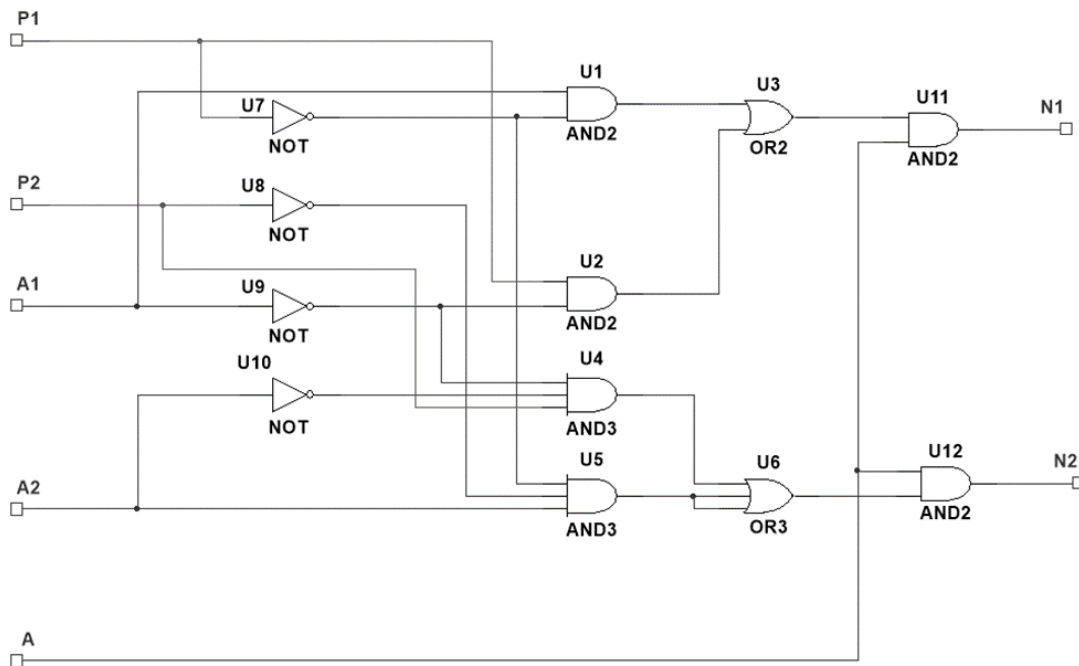 P1
U1
U3
U7
U11
N1
NOT
AND2
OR2
AND2
P2
U8
NOT
U2
A1
U9
NOT
AND2
U10
U4
NOT
AND3
U5
U6
U12
N2
A2
AND3
OR3
AND2
A